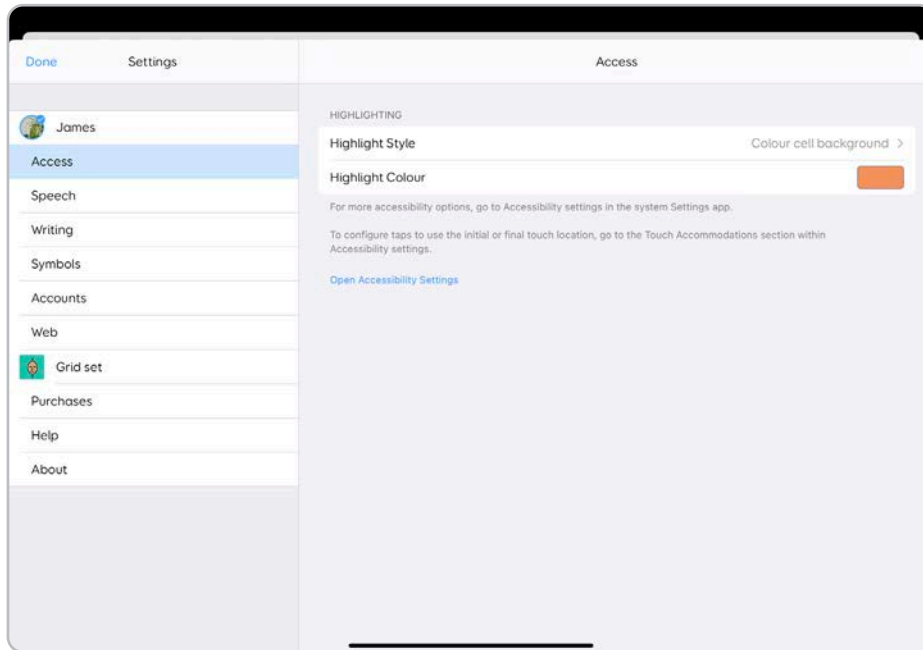 Done
Settings
Access
James
Access
Speech
Writing
Symbols
Accounts
Web
Grid set
Purchases
Help
About
HIGHLIGHTING
Highlight Style
Colour cell background
Highlight Colour
For more accessibility options, go to Accessibility settings in the system Settings app.
To configure taps to use the initial or final touch location, go to the Touch Accommodations section within
Accessibility settings.
Open Accessibility Settings